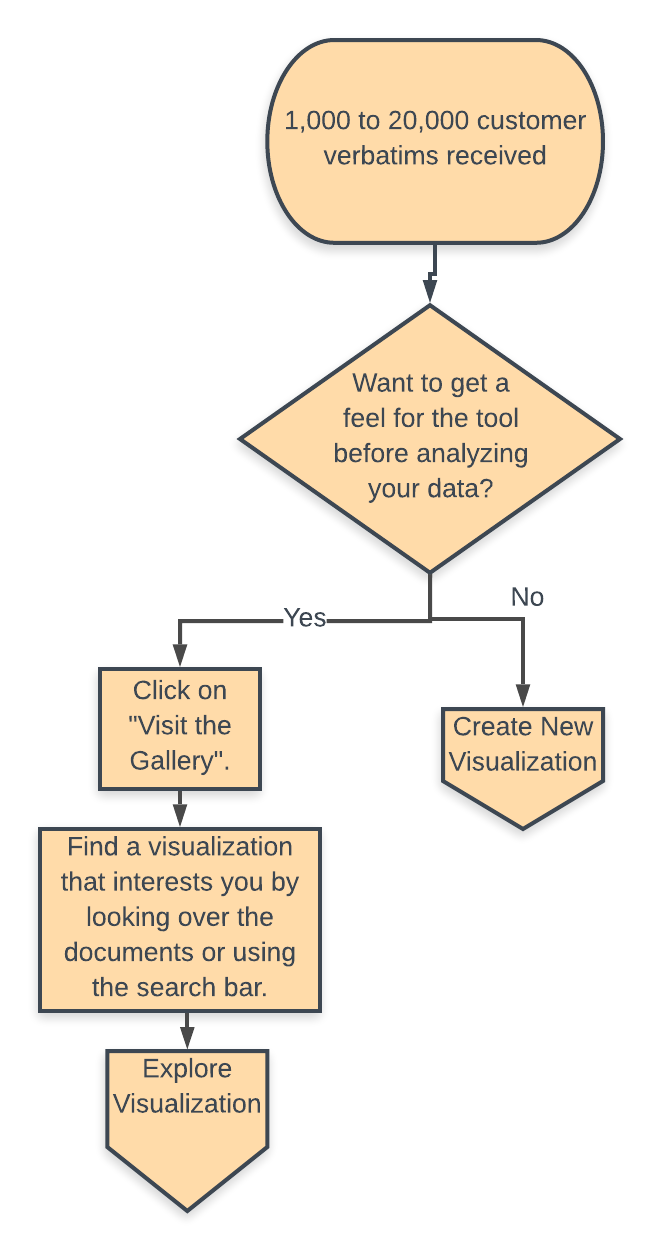 1,000 to 20,000 customer
verbatims received
Want to get a
feel for the tool
before analyzing
your data?
Yes
No
Click on
"Visit the
Gallery".
Create New
Visualization
Find a visualization
that interests you by
looking over the
documents or using
the search bar.
Explore
Visualization